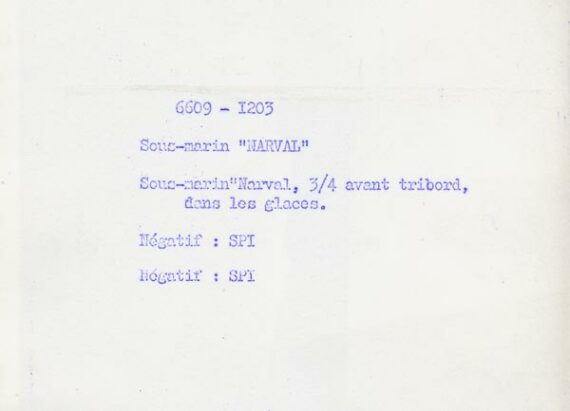 6609 - I203
Sous-marin "NARVAL"
Sous-marin"Narval, 3/4 avant tribord,
dans les glaces.
Négatif : SPI
Négatif : SPI